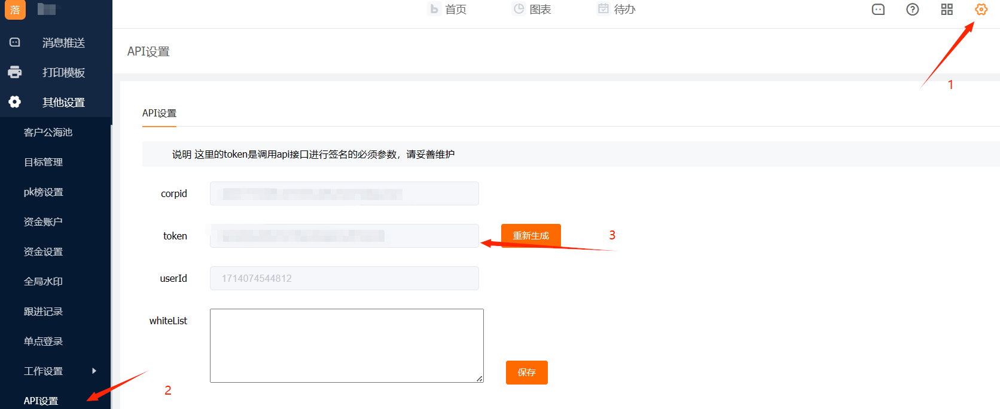 落
首页
图表
待办
消息推送
打印模板
其他设置
客户公海池
目标管理
pk榜设置
资金账户
资金设置
全局水印
跟进记录
单点登录
工作设置
API设置
API设置
1
API设置
说明 这里的token是调用api接口进行签名的必须参数，请妥善维护
corpid
token
重新生成
3
userId
1714074544812
whiteList
保存
2